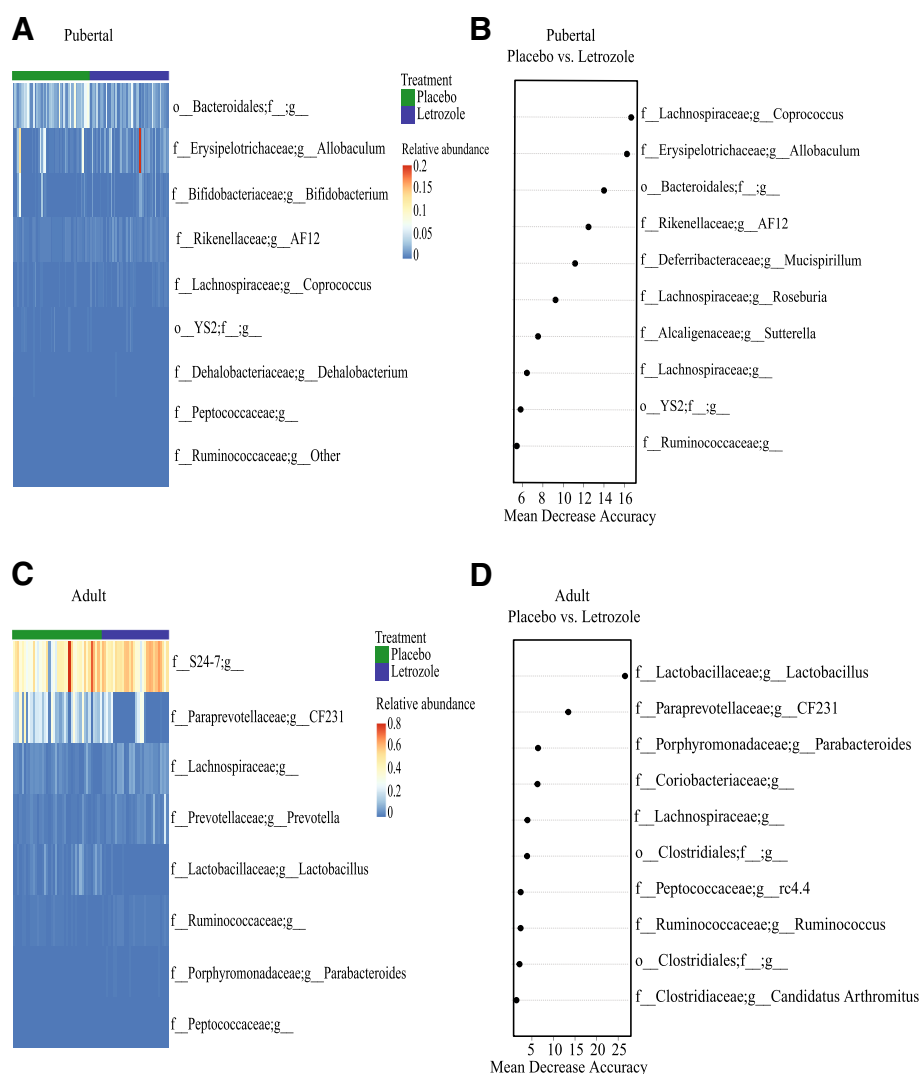 A
Pubertal
o__Bacteroidales;f__;g__
f__Erysipelotrichaceae;g__Allobaculum
f__Bifidobacteriaceae;g__Bifidobacterium
f__Rikenellaceae;g__AF12
f__Lachnospiraceae;g__Coprococcus
o__YS2;f__;g__
f__Dehalobacteriaceae;g__Dehalobacterium
f__Peptococcaceae;g__
f__Ruminococcaceae;g__Other
Treatment
Placebo
Letrozole
Relative abundance
0.2
0.15
0.1
0.05
0
B
Pubertal
Placebo vs. Letrozole
f__Lachnospiraceae;g__Coprococcus
f__Erysipelotrichaceae;g__Allobaculum
o__Bacteroidales;f__;g__
f__Rikenellaceae;g__AF12
f__Deferribacteraceae;g__Mucispirillum
f__Lachnospiraceae;g__Roseburia
f__Alcaligenaceae;g__Sutterella
f__Lachnospiraceae;g__
o__YS2;f__;g__
f__Ruminococcaceae;g__
6 8 10 12 14 16
Mean Decrease Accuracy
C
Adult
f__S24-7;g__
f__Paraprevotellaceae;g__CF231
f__Lachnospiraceae;g__
f__Prevotellaceae;g__Prevotella
f__Lactobacillaceae;g__Lactobacillus
f__Ruminococcaceae;g__
f__Porphyromonadaceae;g__Parabacteroides
f__Peptococcaceae;g__
Treatment
Placebo
Letrozole
Relative abundance
0.8
0.6
0.4
0.2
0
D
Adult
Placebo vs. Letrozole
f__Lactobacillaceae;g__Lactobacillus
f__Paraprevotellaceae;g__CF231
f__Porphyromonadaceae;g__Parabacteroides
f__Coriobacteriaceae;g__
f__Lachnospiraceae;g__
o__Clostridiales;f__;g__
f__Peptococcaceae;g__rc4.4
f__Ruminococcaceae;g__Ruminococcus
o__Clostridiales;f__;g__
f__Clostridiaceae;g__Candidatus Arthromitus
5 10 15 20 25
Mean Decrease Accuracy